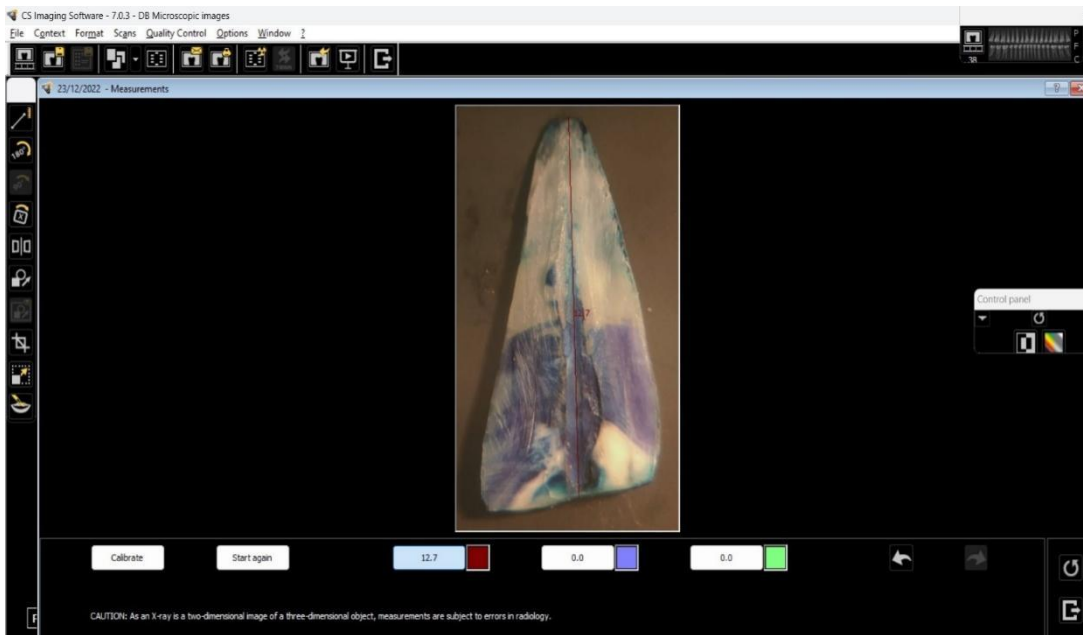 CS Imaging Software - 7.0.3 - DB Microscopic images
File Context Format Scans Quality Control Options Window ?
38
P
F
C
23/12/2022 - Measurements
180°
12.7
Control panel
Calibrate
Start again
12.7
0.0
0.0
CAUTION: As an X-ray is a two-dimensional image of a three-dimensional object, measurements are subject to errors in radiology.